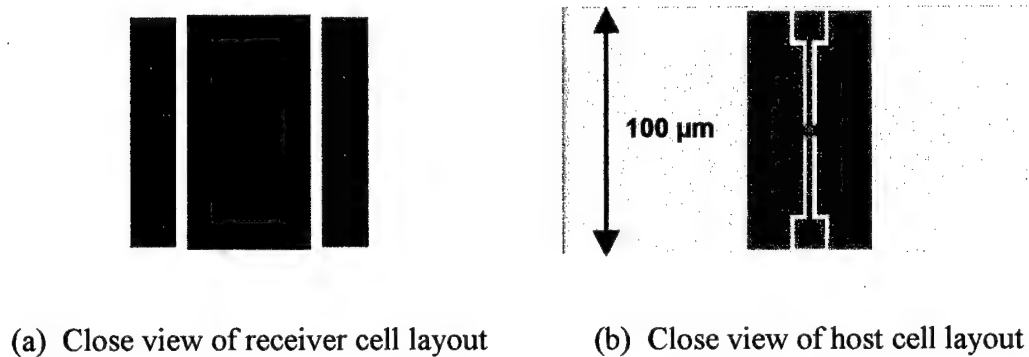 100 µm
(a) Close view of receiver cell layout
(b) Close view of host cell layout